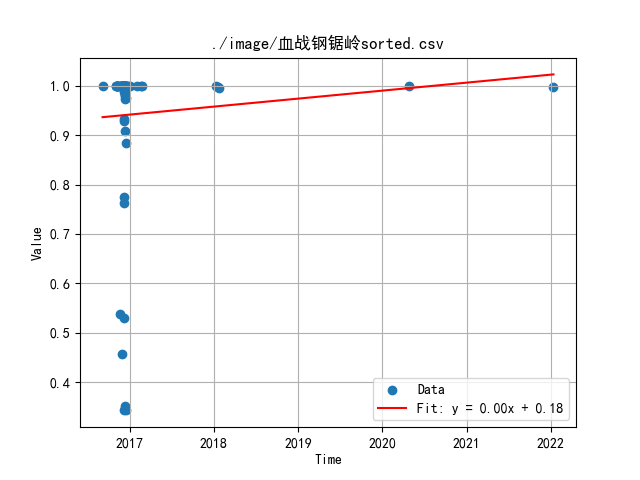 ./image/血战钢锯岭sorted.csv
1.0
0.9
0.8
0.7
0.6
0.5
0.4
Value
2017
2018
2019
2020
2021
2022
Time
Data
Fit: y = 0.00x + 0.18